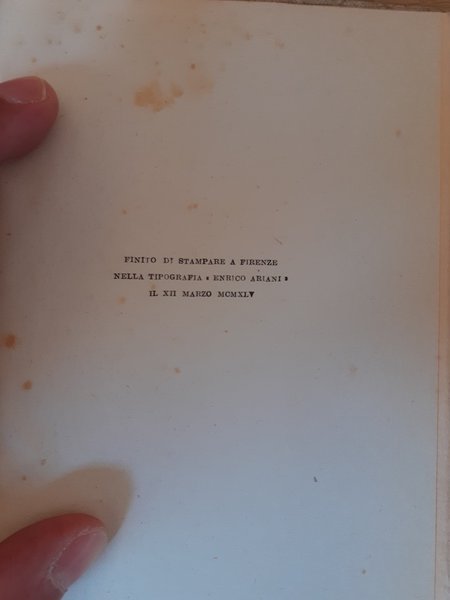 FINITO DI STAMPARE A FIRENZE
NELLA TIPOGRAFIA « ENRICO ARIANI »
IL XII MARZO MCMXLV